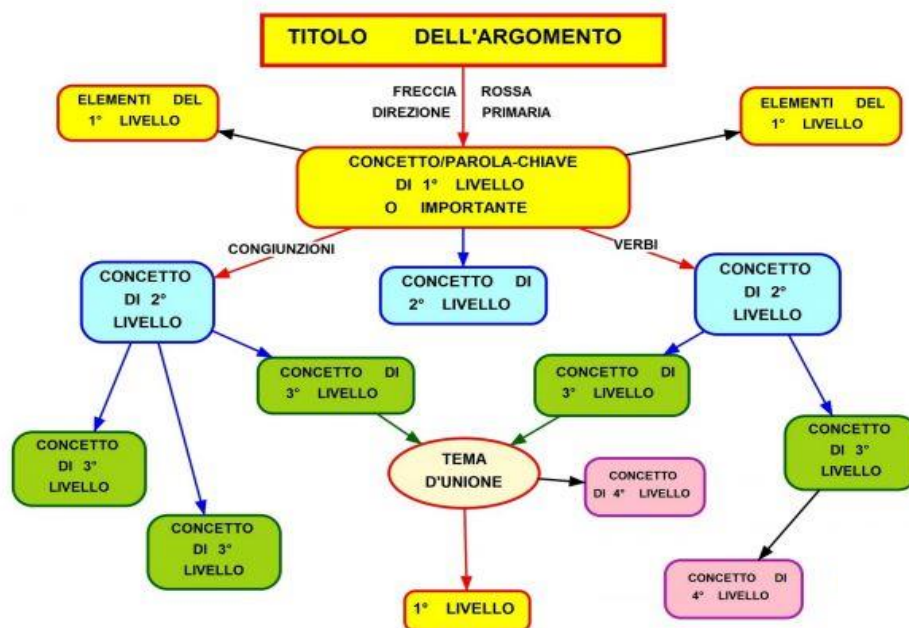 TITOLO DELL'ARGOMENTO
FRECCIA ROSSA
DIREZIONE PRIMARIA
ELEMENTI DEL
1° LIVELLO
ELEMENTI DEL
1° LIVELLO
CONCETTO/PAROLA-CHIAVE
DI 1° LIVELLO
O IMPORTANTE
CONGIUNZIONI
VERBI
CONCETTO
DI 2°
LIVELLO
CONCETTO DI
2° LIVELLO
CONCETTO
DI 2°
LIVELLO
CONCETTO DI
3° LIVELLO
CONCETTO DI
3° LIVELLO
CONCETTO
DI 3°
LIVELLO
CONCETTO
DI 3°
LIVELLO
CONCETTO
DI 3°
LIVELLO
TEMA
D'UNIONE
CONCETTO
DI 4° LIVELLO
CONCETTO DI
4° LIVELLO
1° LIVELLO